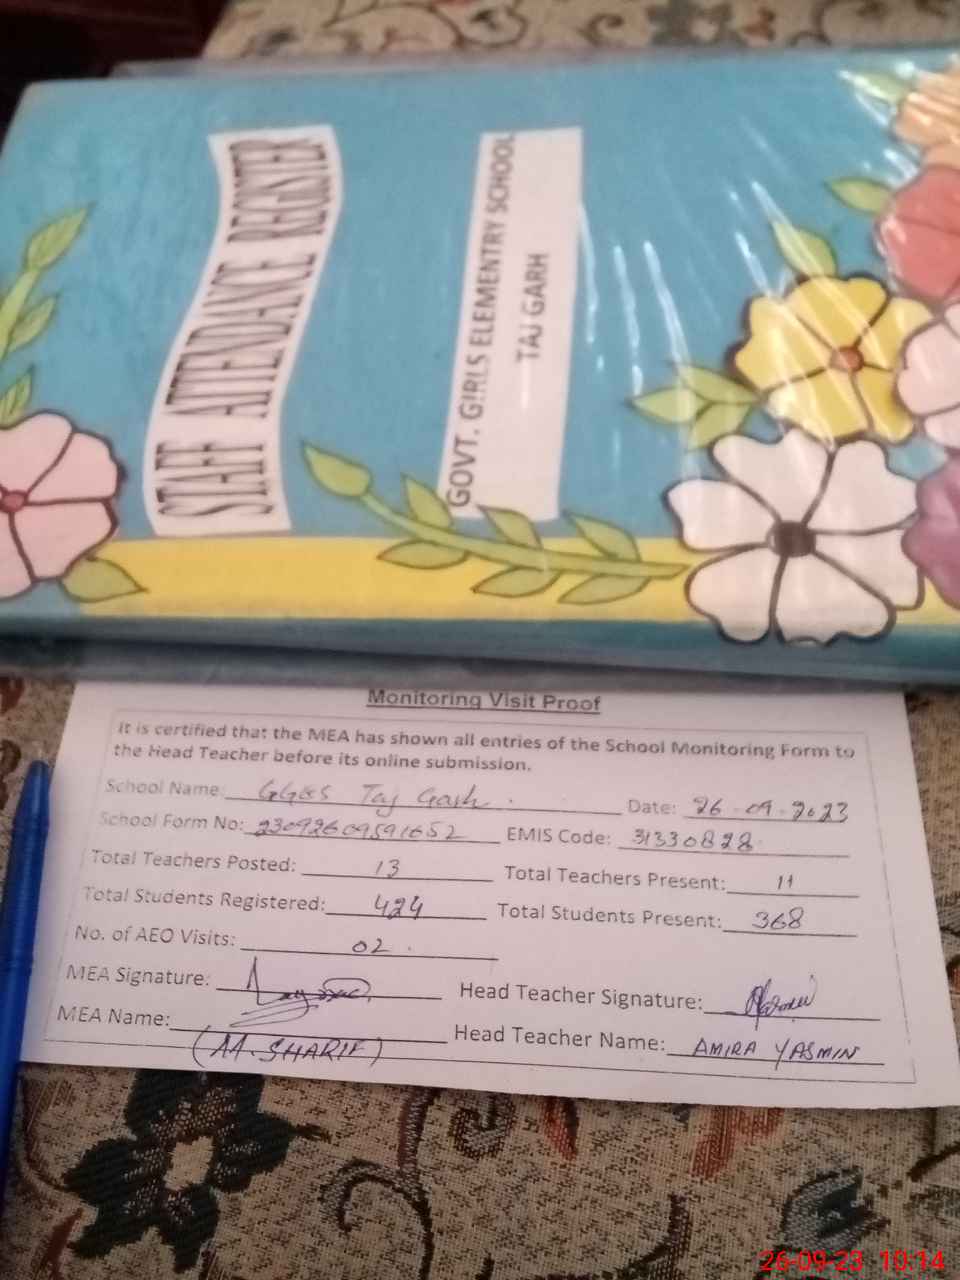 STAFF ATTENDANCE REGISTER
GOVT. GIRLS ELEMENTRY SCHOOL
TAJ GARH
Monitoring Visit Proof
It is certified that the MEA has shown all entries of the School Monitoring Form to
the Head Teacher before its online submission.
School Name: GGES Taj Garh. Date: 26-09-2023
School Form No: 23092609591652 EMIS Code: 31330828
Total Teachers Posted: 13 Total Teachers Present: 11
Total Students Registered: 424 Total Students Present: 368
No. of AEO Visits: 02.
MEA Signature: Head Teacher Signature:
MEA Name: (M. SHARIF) Head Teacher Name: AMIRA YASMIN
26-09-23 10:14